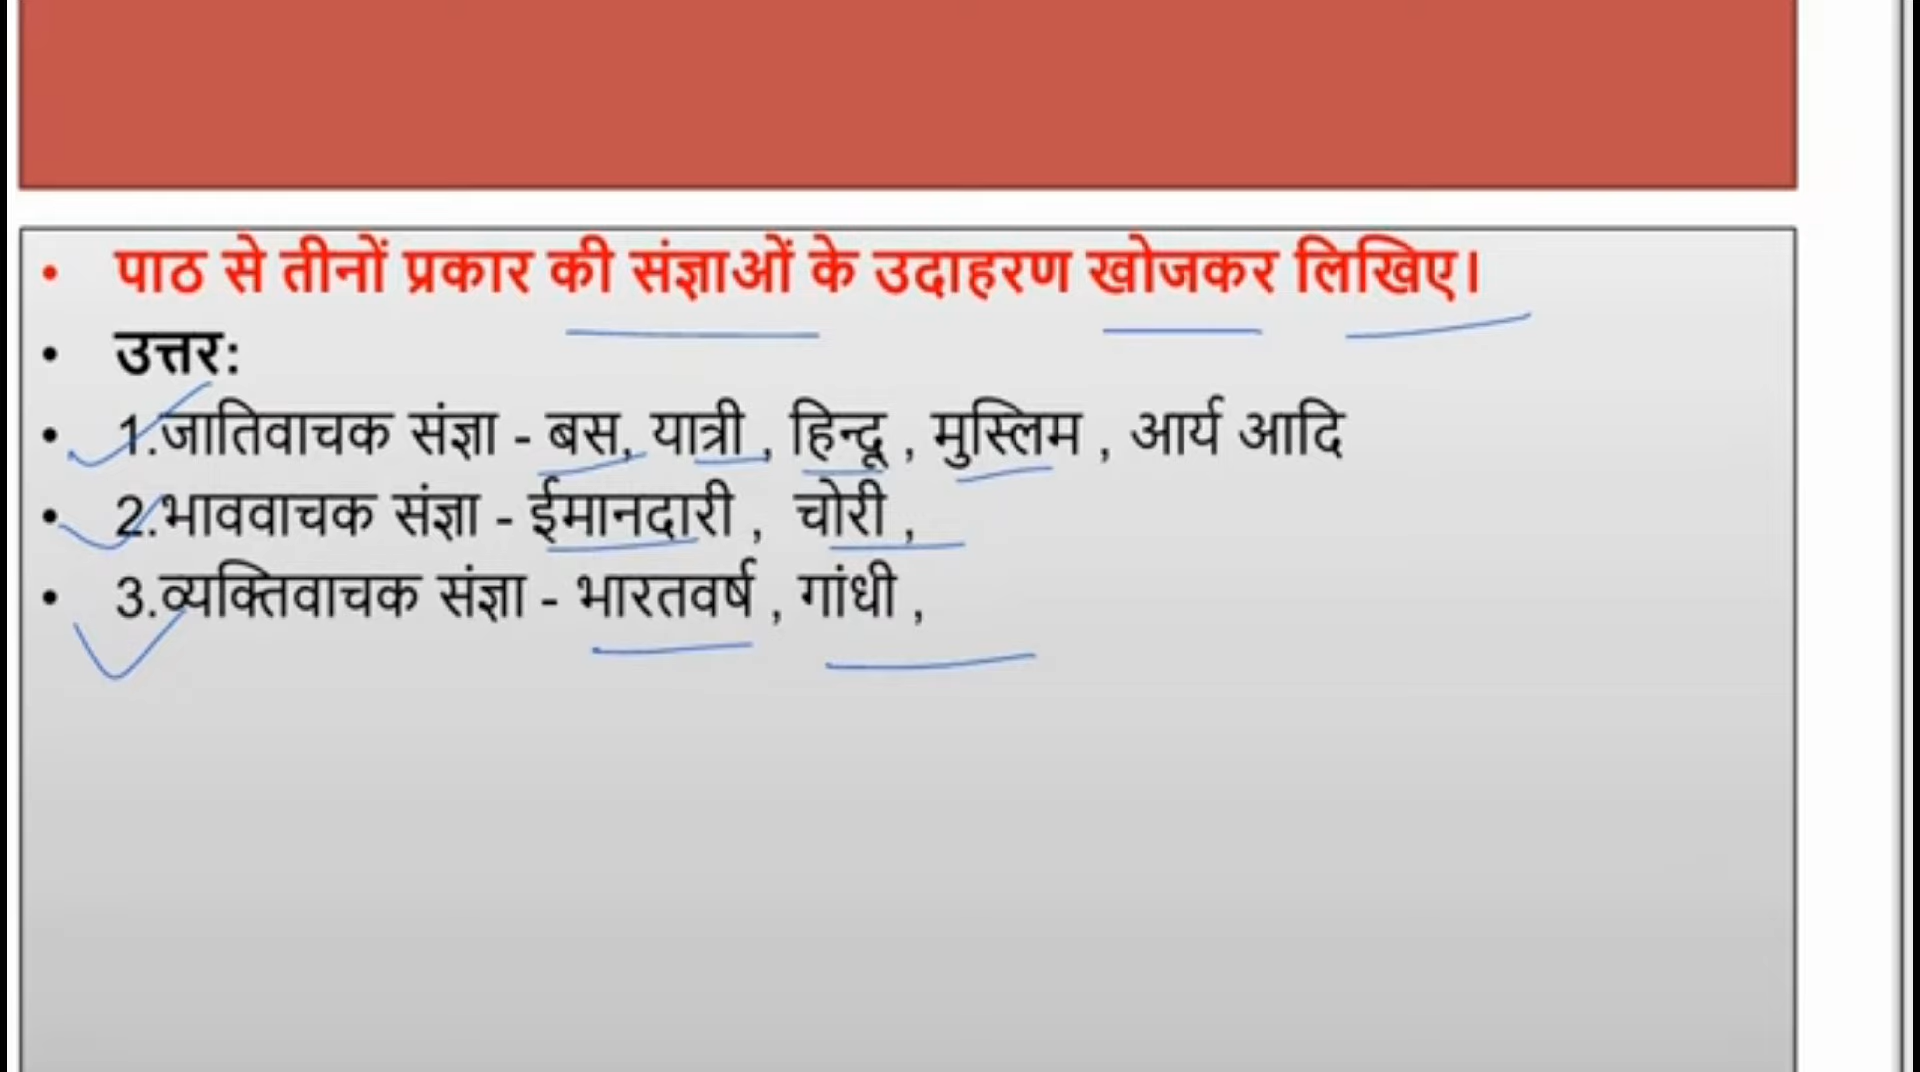 • पाठ से तीनों प्रकार की संज्ञाओं के उदाहरण खोजकर लिखिए।
• उत्तर:
• 1.जातिवाचक संज्ञा - बस, यात्री , हिन्दू , मुस्लिम , आर्य आदि
• 2.भाववाचक संज्ञा - ईमानदारी , चोरी ,
• 3.व्यक्तिवाचक संज्ञा - भारतवर्ष , गांधी ,